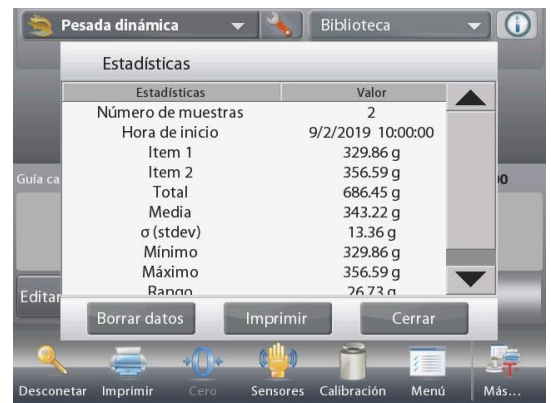 Pesada dinámica Biblioteca
Estadísticas
Estadísticas Valor
Número de muestras 2
Hora de inicio 9/2/2019 10:00:00
Item 1 329.86 g
Item 2 356.59 g
Guía ca
Total 686.45 g
Media 343.22 g
σ (stdev) 13.36 g
Mínimo 329.86 g
Máximo 356.59 g
Rango 26.73 g
Editar
Borrar datos Imprimir Cerrar
Desconetar Imprimir Cero Sensores Calibración Menú Más...